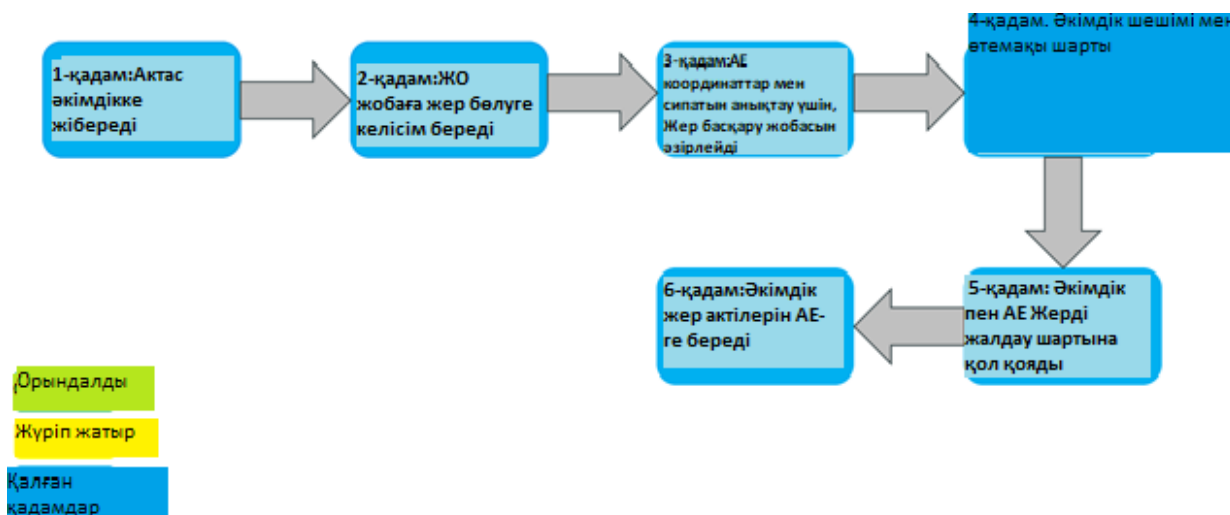 1-қадам:Актас
әкімдікке
жібереді
2-қадам:ЖО
жобаға жер бөлуге
келісім береді
3-қадам:АЕ
координаттар мен
сипатын анықтау үшін,
Жер басқару жобасын
әзірлейді
4-қадам. Әкімдік шешімі мен
өтемақы шарты
5-қадам: Әкімдік
пен АЕ Жерді
жалдау шартына
қол қояды
6-қадам:Әкімдік
жер актілерін АЕ-
ге береді
Орындалды
Жүріп жатыр
Қалған
қадамдар